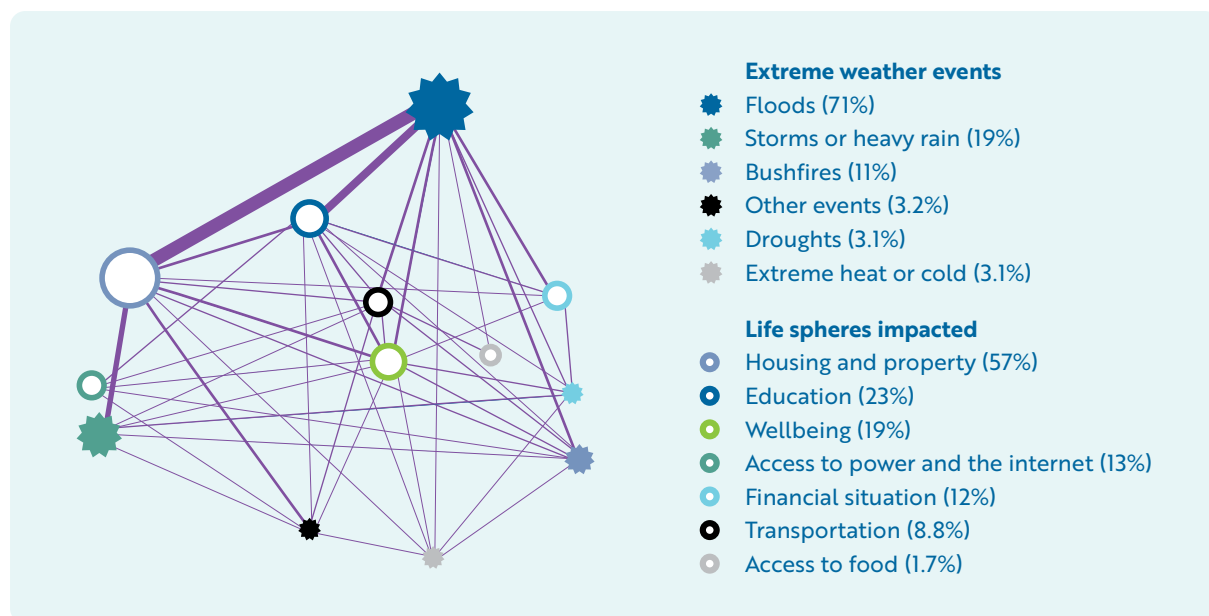 Extreme weather events
Floods (71%)
Storms or heavy rain (19%)
Bushfires (11%)
Other events (3.2%)
Droughts (3.1%)
Extreme heat or cold (3.1%)
Life spheres impacted
Housing and property (57%)
Education (23%)
Wellbeing (19%)
Access to power and the internet (13%)
Financial situation (12%)
Transportation (8.8%)
Access to food (1.7%)